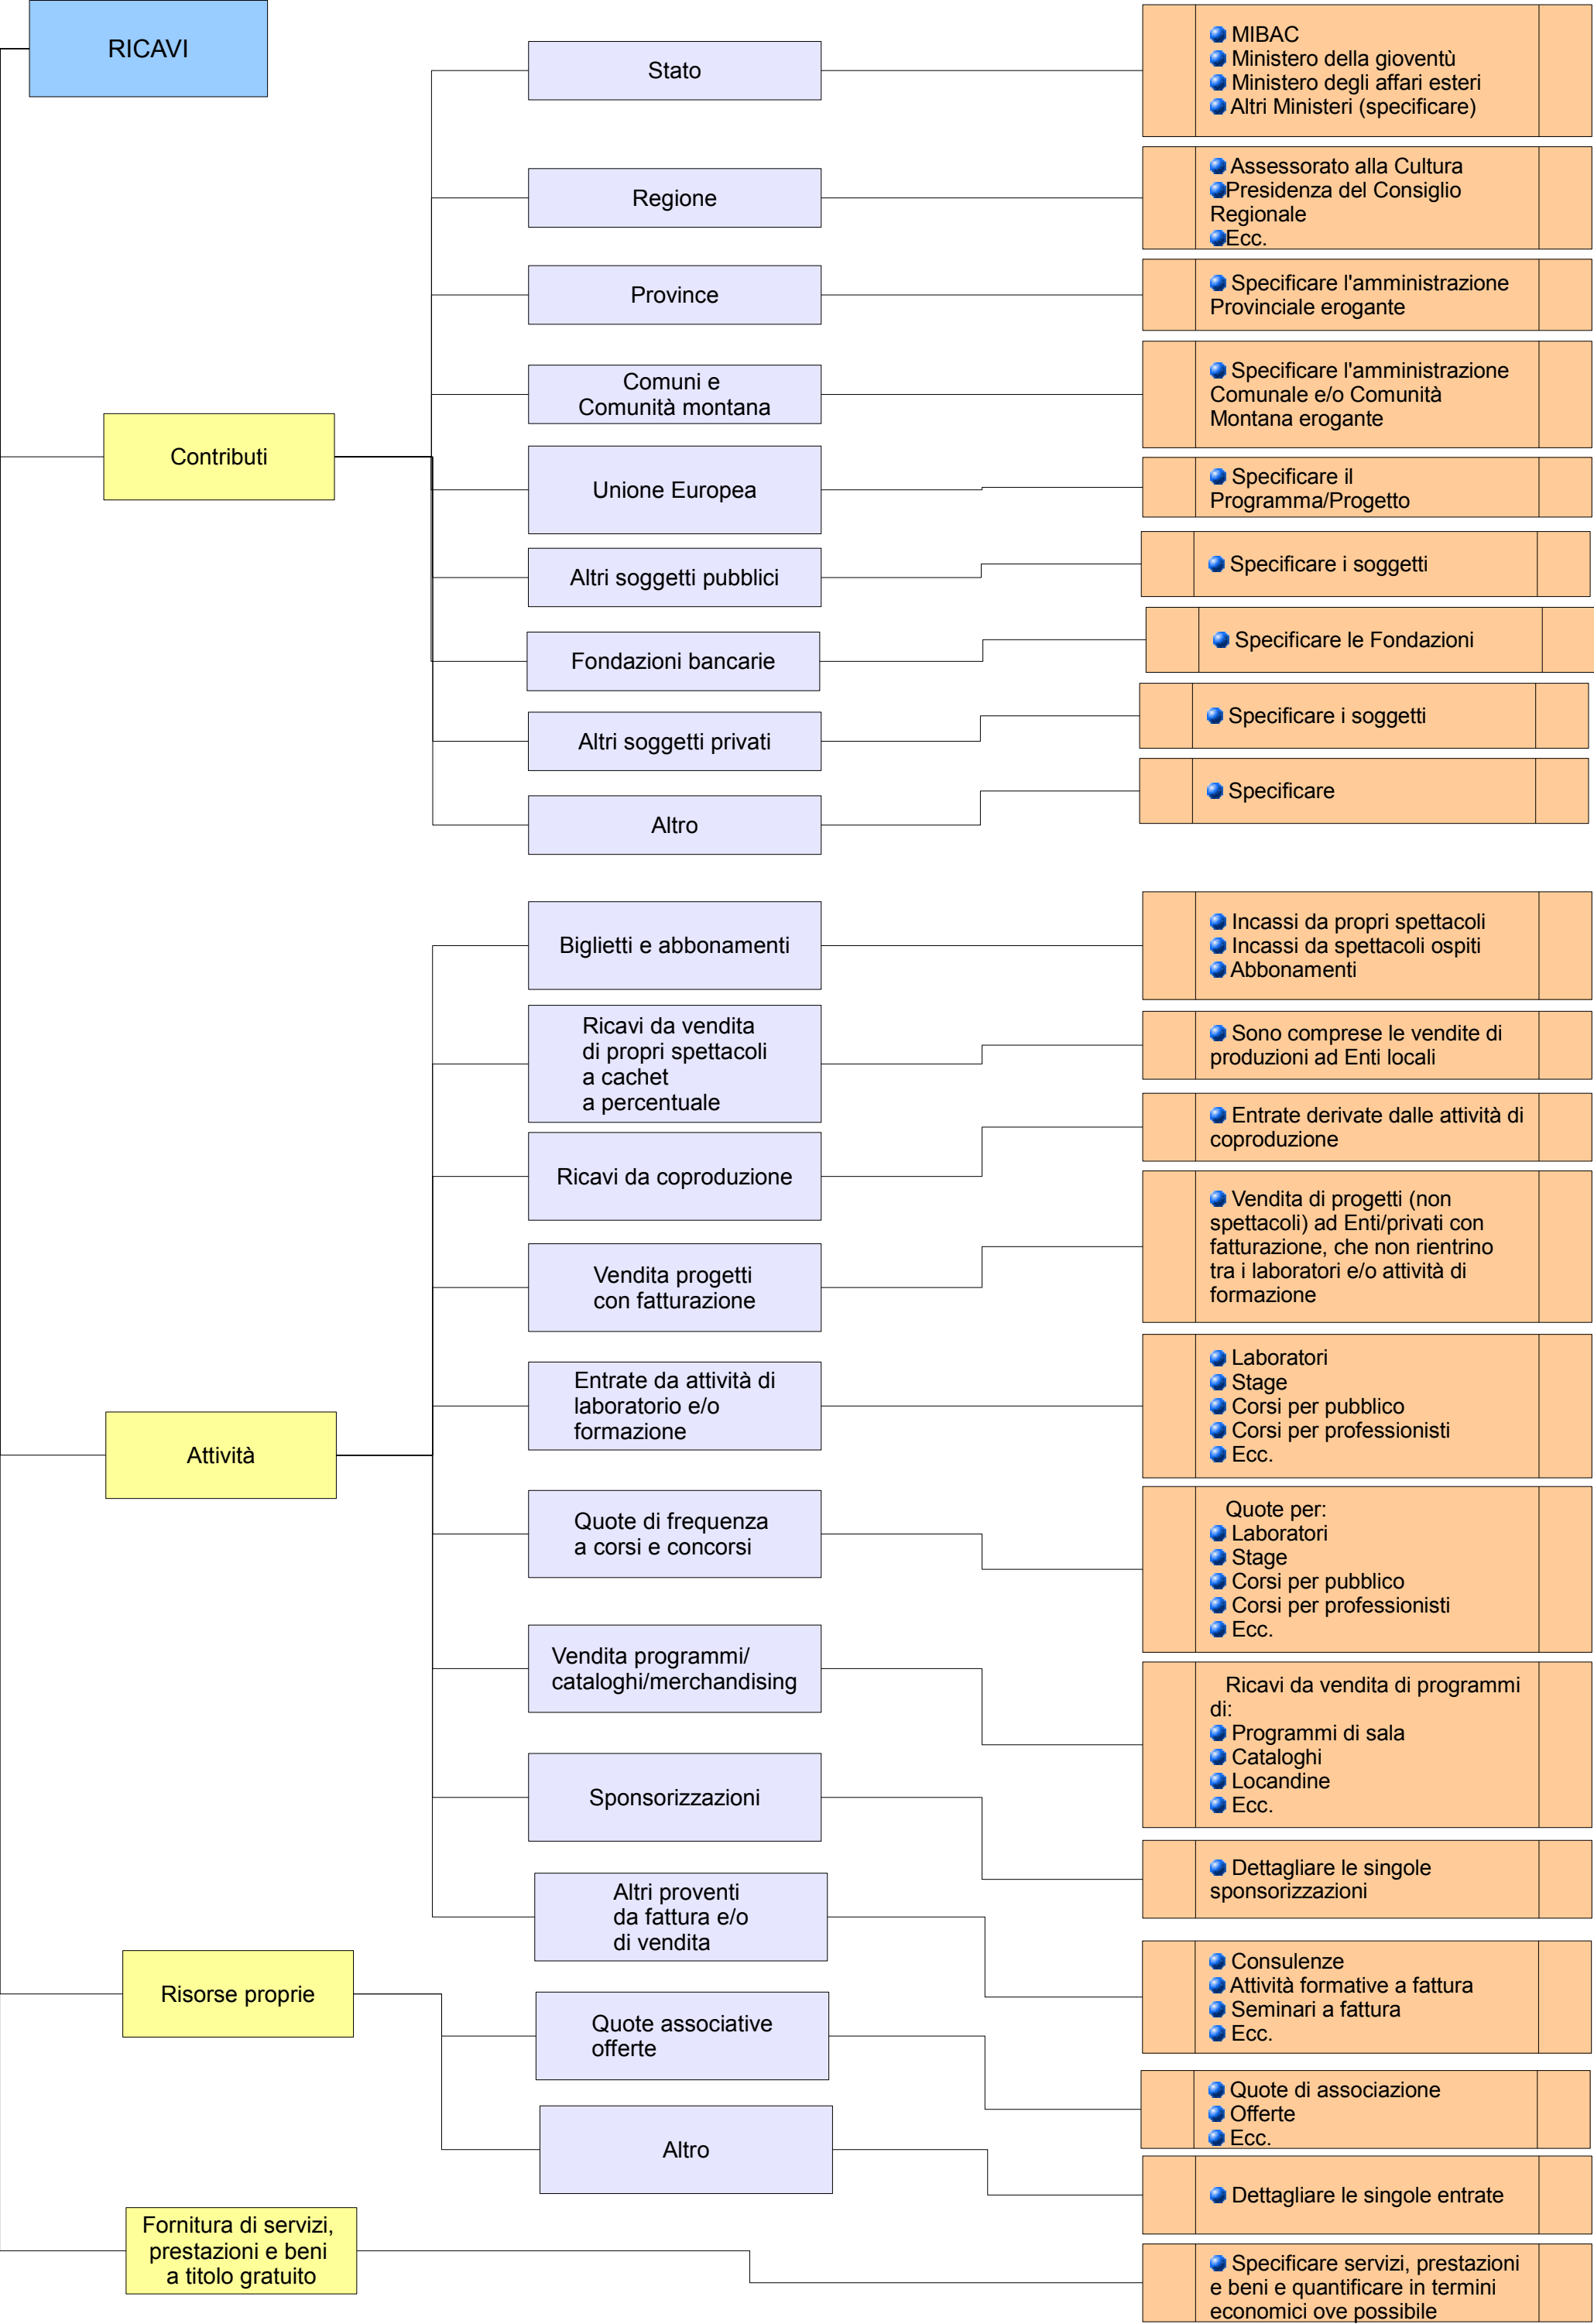 RICAVI
Stato
MIBAC
Ministero della gioventù
Ministero degli affari esteri
Altri Ministeri (specificare)
Regione
Assessorato alla Cultura
Presidenza del Consiglio
Regionale
Ecc.
Province
Specificare l'amministrazione
Provinciale erogante
Comuni e
Comunità montana
Specificare l'amministrazione
Comunale e/o Comunità
Montana erogante
Contributi
Unione Europea
Specificare il
Programma/Progetto
Altri soggetti pubblici
Specificare i soggetti
Fondazioni bancarie
Specificare le Fondazioni
Altri soggetti privati
Specificare i soggetti
Altro
Specificare
Biglietti e abbonamenti
Incassi da propri spettacoli
Incassi da spettacoli ospiti
Abbonamenti
Ricavi da vendita
di propri spettacoli
a cachet
a percentuale
Sono comprese le vendite di
produzioni ad Enti locali
Ricavi da coproduzione
Entrate derivate dalle attività di
coproduzione
Vendita progetti
con fatturazione
Vendita di progetti (non
spettacoli) ad Enti/privati con
fatturazione, che non rientrino
tra i laboratori e/o attività di
formazione
Entrate da attività di
laboratorio e/o
formazione
Laboratori
Stage
Corsi per pubblico
Corsi per professionisti
Ecc.
Attività
Quote di frequenza
a corsi e concorsi
Quote per:
Laboratori
Stage
Corsi per pubblico
Corsi per professionisti
Ecc.
Vendita programmi/
cataloghi/merchandising
Ricavi da vendita di programmi
di:
Programmi di sala
Cataloghi
Locandine
Ecc.
Sponsorizzazioni
Dettagliare le singole
sponsorizzazioni
Altri proventi
da fattura e/o
di vendita
Consulenze
Attività formative a fattura
Seminari a fattura
Ecc.
Risorse proprie
Quote associative
offerte
Quote di associazione
Offerte
Ecc.
Altro
Dettagliare le singole entrate
Fornitura di servizi,
prestazioni e beni
a titolo gratuito
Specificare servizi, prestazioni
e beni e quantificare in termini
economici ove possibile